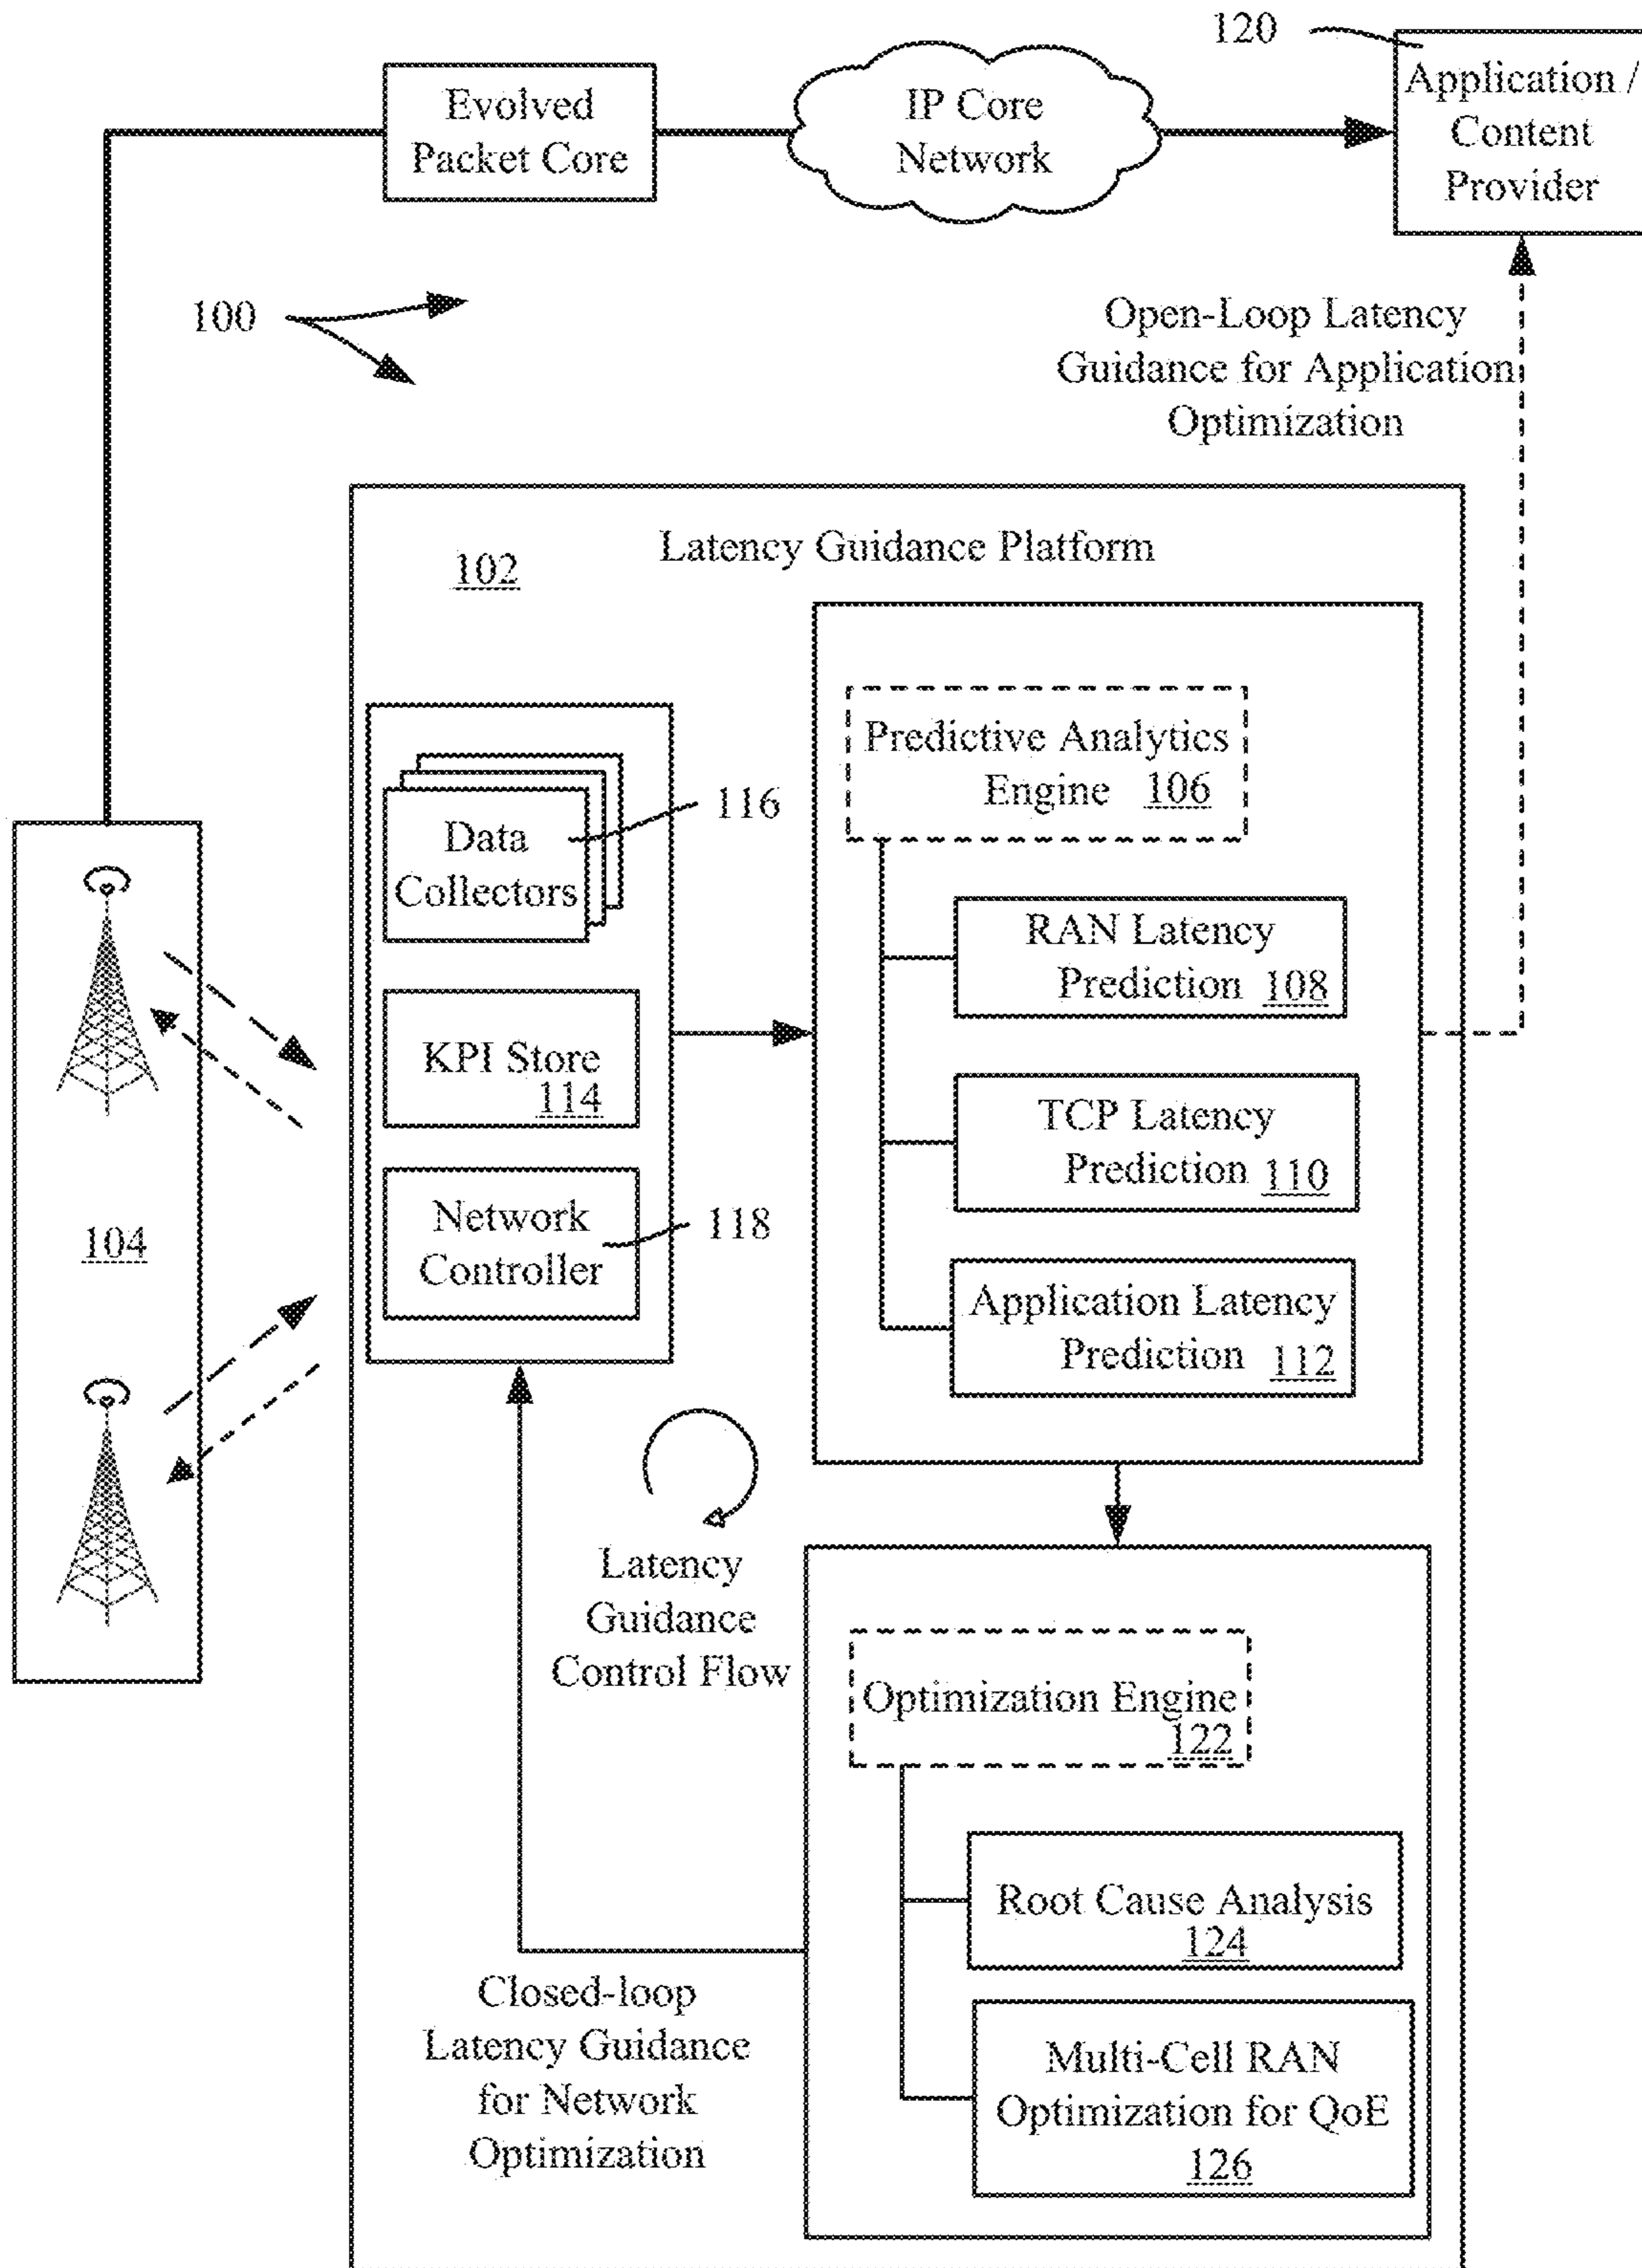 120
Evolved
Packet Core
IP Core
Network
Application /
Content
Provider
100
Open-Loop Latency
Guidance for Application
Optimization
Latency Guidance Platform
102
Predictive Analytics
Engine 106
Data
Collectors
116
RAN Latency
Prediction 108
KPI Store
114
TCP Latency
Prediction 110
Network
Controller
118
104
Application Latency
Prediction 112
Latency
Guidance
Control Flow
Optimization Engine
122
Root Cause Analysis
124
Closed-loop
Latency Guidance
for Network
Optimization
Multi-Cell RAN
Optimization for QoE
126